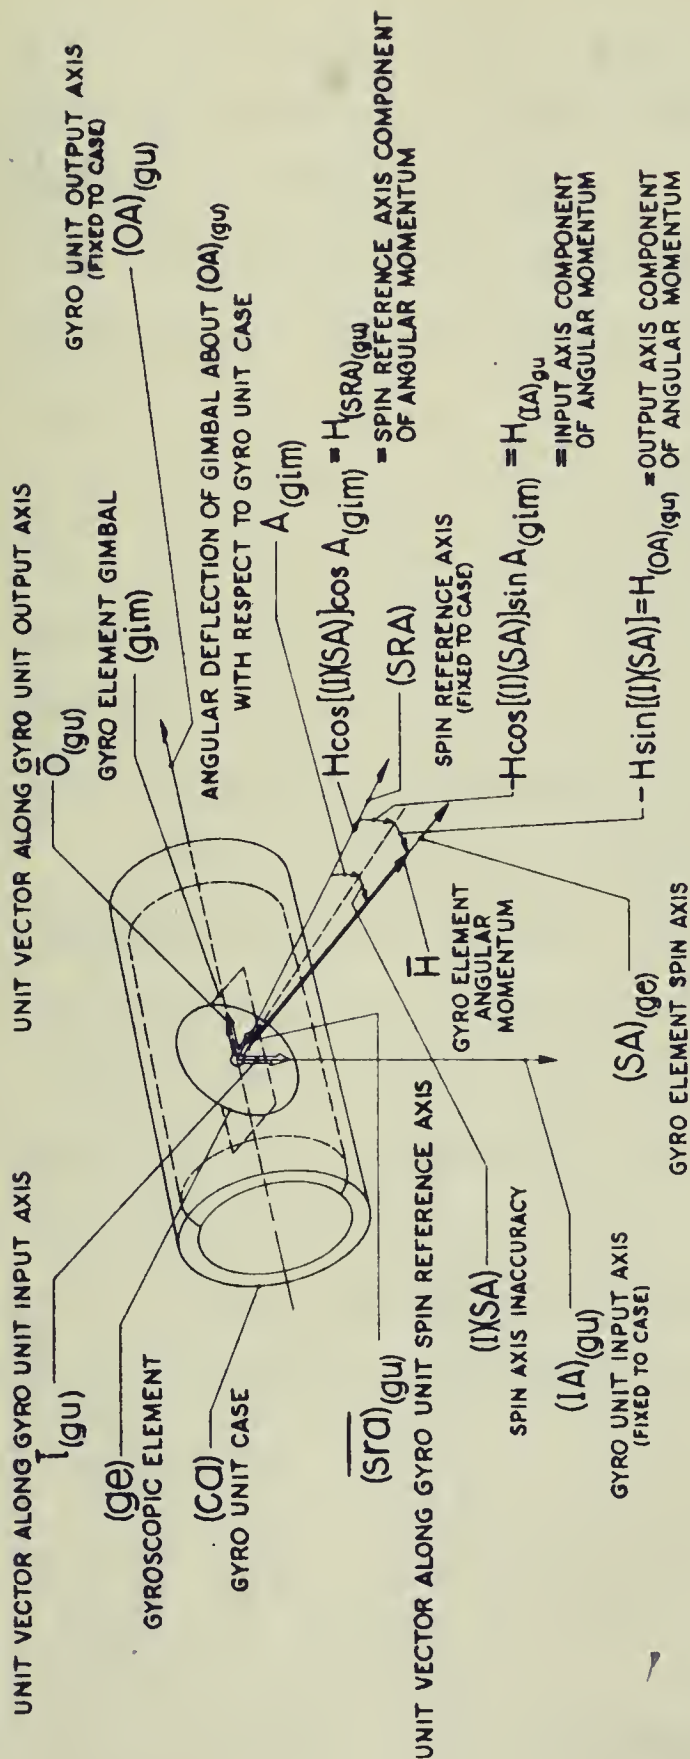 UNIT VECTOR ALONG GYRO UNIT INPUT AXIS
Ī(gu)
(ge)
GYROSCOPIC ELEMENT
(ca)
GYRO UNIT CASE
(sra)(gu)
UNIT VECTOR ALONG GYRO UNIT SPIN REFERENCE AXIS
(I)(SA)
SPIN AXIS INACCURACY
(IA)(gu)
GYRO UNIT INPUT AXIS
(FIXED TO CASE)
UNIT VECTOR ALONG GYRO UNIT OUTPUT AXIS
Ō(gu)
GYRO ELEMENT GIMBAL
(gim)
GYRO UNIT OUTPUT AXIS
(FIXED TO CASE)
(OA)(gu)
ANGULAR DEFLECTION OF GIMBAL ABOUT (OA)(gu)
WITH RESPECT TO GYRO UNIT CASE
A(gim)
Hcos[(I)(SA)]cos A(gim) = H(SRA)(gu)
= SPIN REFERENCE AXIS COMPONENT
OF ANGULAR MOMENTUM
(SRA)
SPIN REFERENCE AXIS
(FIXED TO CASE)
-Hcos[(I)(SA)]sin A(gim) = H(IA)gu
= INPUT AXIS COMPONENT
OF ANGULAR MOMENTUM
-Hsin[(I)(SA)]=H(OA)(gu) =OUTPUT AXIS COMPONENT
OF ANGULAR MOMENTUM
H̄
GYRO ELEMENT
ANGULAR
MOMENTUM
(SA)(ge)
GYRO ELEMENT SPIN AXIS